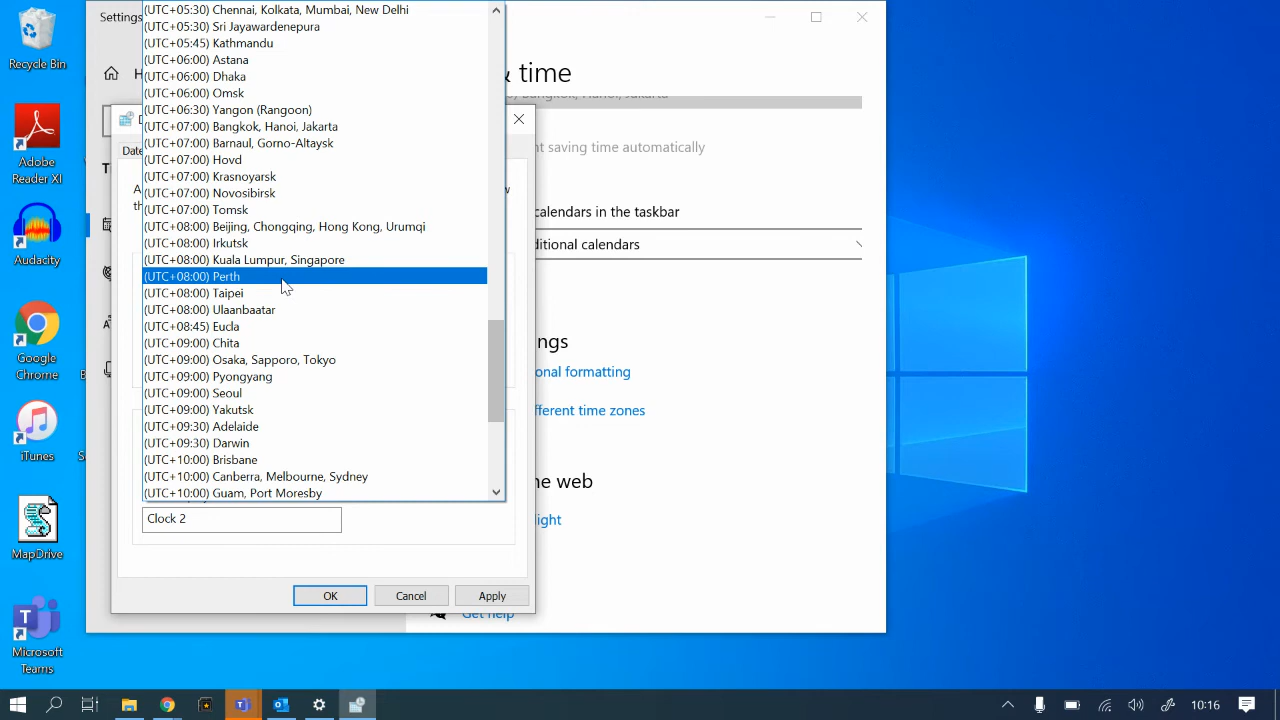 Recycle Bin
Adobe
Reader XI
Audacity
Google
Chrome
iTunes
MapDrive
Microsoft
Teams
Settings
& time
Date
(UTC+05:30) Chennai, Kolkata, Mumbai, New Delhi
(UTC+05:30) Sri Jayawardenepura
(UTC+05:45) Kathmandu
(UTC+06:00) Astana
(UTC+06:00) Dhaka
(UTC+06:00) Omsk
(UTC+06:30) Yangon (Rangoon)
(UTC+07:00) Bangkok, Hanoi, Jakarta
(UTC+07:00) Barnaul, Gorno-Altaysk
(UTC+07:00) Hovd
(UTC+07:00) Krasnoyarsk
(UTC+07:00) Novosibirsk
(UTC+07:00) Tomsk
(UTC+08:00) Beijing, Chongqing, Hong Kong, Urumqi
(UTC+08:00) Irkutsk
(UTC+08:00) Kuala Lumpur, Singapore
(UTC+08:00) Perth
(UTC+08:00) Taipei
(UTC+08:00) Ulaanbaatar
(UTC+08:45) Eucla
(UTC+09:00) Chita
(UTC+09:00) Osaka, Sapporo, Tokyo
(UTC+09:00) Pyongyang
(UTC+09:00) Seoul
(UTC+09:00) Yakutsk
(UTC+09:30) Adelaide
(UTC+09:30) Darwin
(UTC+10:00) Brisbane
(UTC+10:00) Canberra, Melbourne, Sydney
(UTC+10:00) Guam, Port Moresby
Clock 2
OK
Cancel
Apply
nt saving time automatically
calendars in the taskbar
ditional calendars
ngs
onal formatting
fferent time zones
he web
light
Get help
10:16